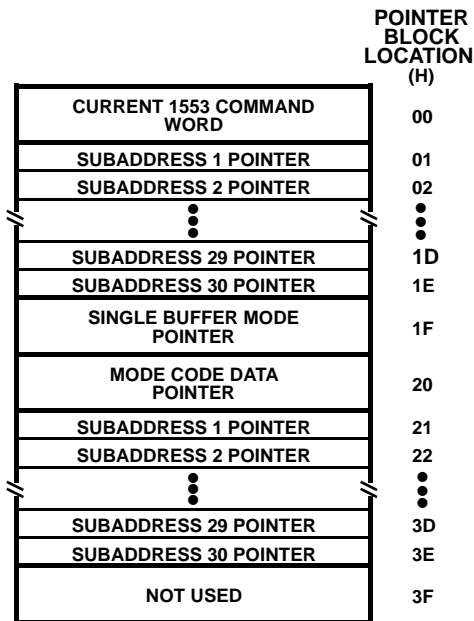 POINTER
BLOCK
LOCATION
(H)
CURRENT 1553 COMMAND
WORD
00
SUBADDRESS 1 POINTER 01
SUBADDRESS 2 POINTER 02
SUBADDRESS 29 POINTER 1D
SUBADDRESS 30 POINTER 1E
SINGLE BUFFER MODE
POINTER
1F
MODE CODE DATA
POINTER
20
SUBADDRESS 1 POINTER 21
SUBADDRESS 2 POINTER 22
SUBADDRESS 29 POINTER 3D
SUBADDRESS 30 POINTER 3E
NOT USED 3F